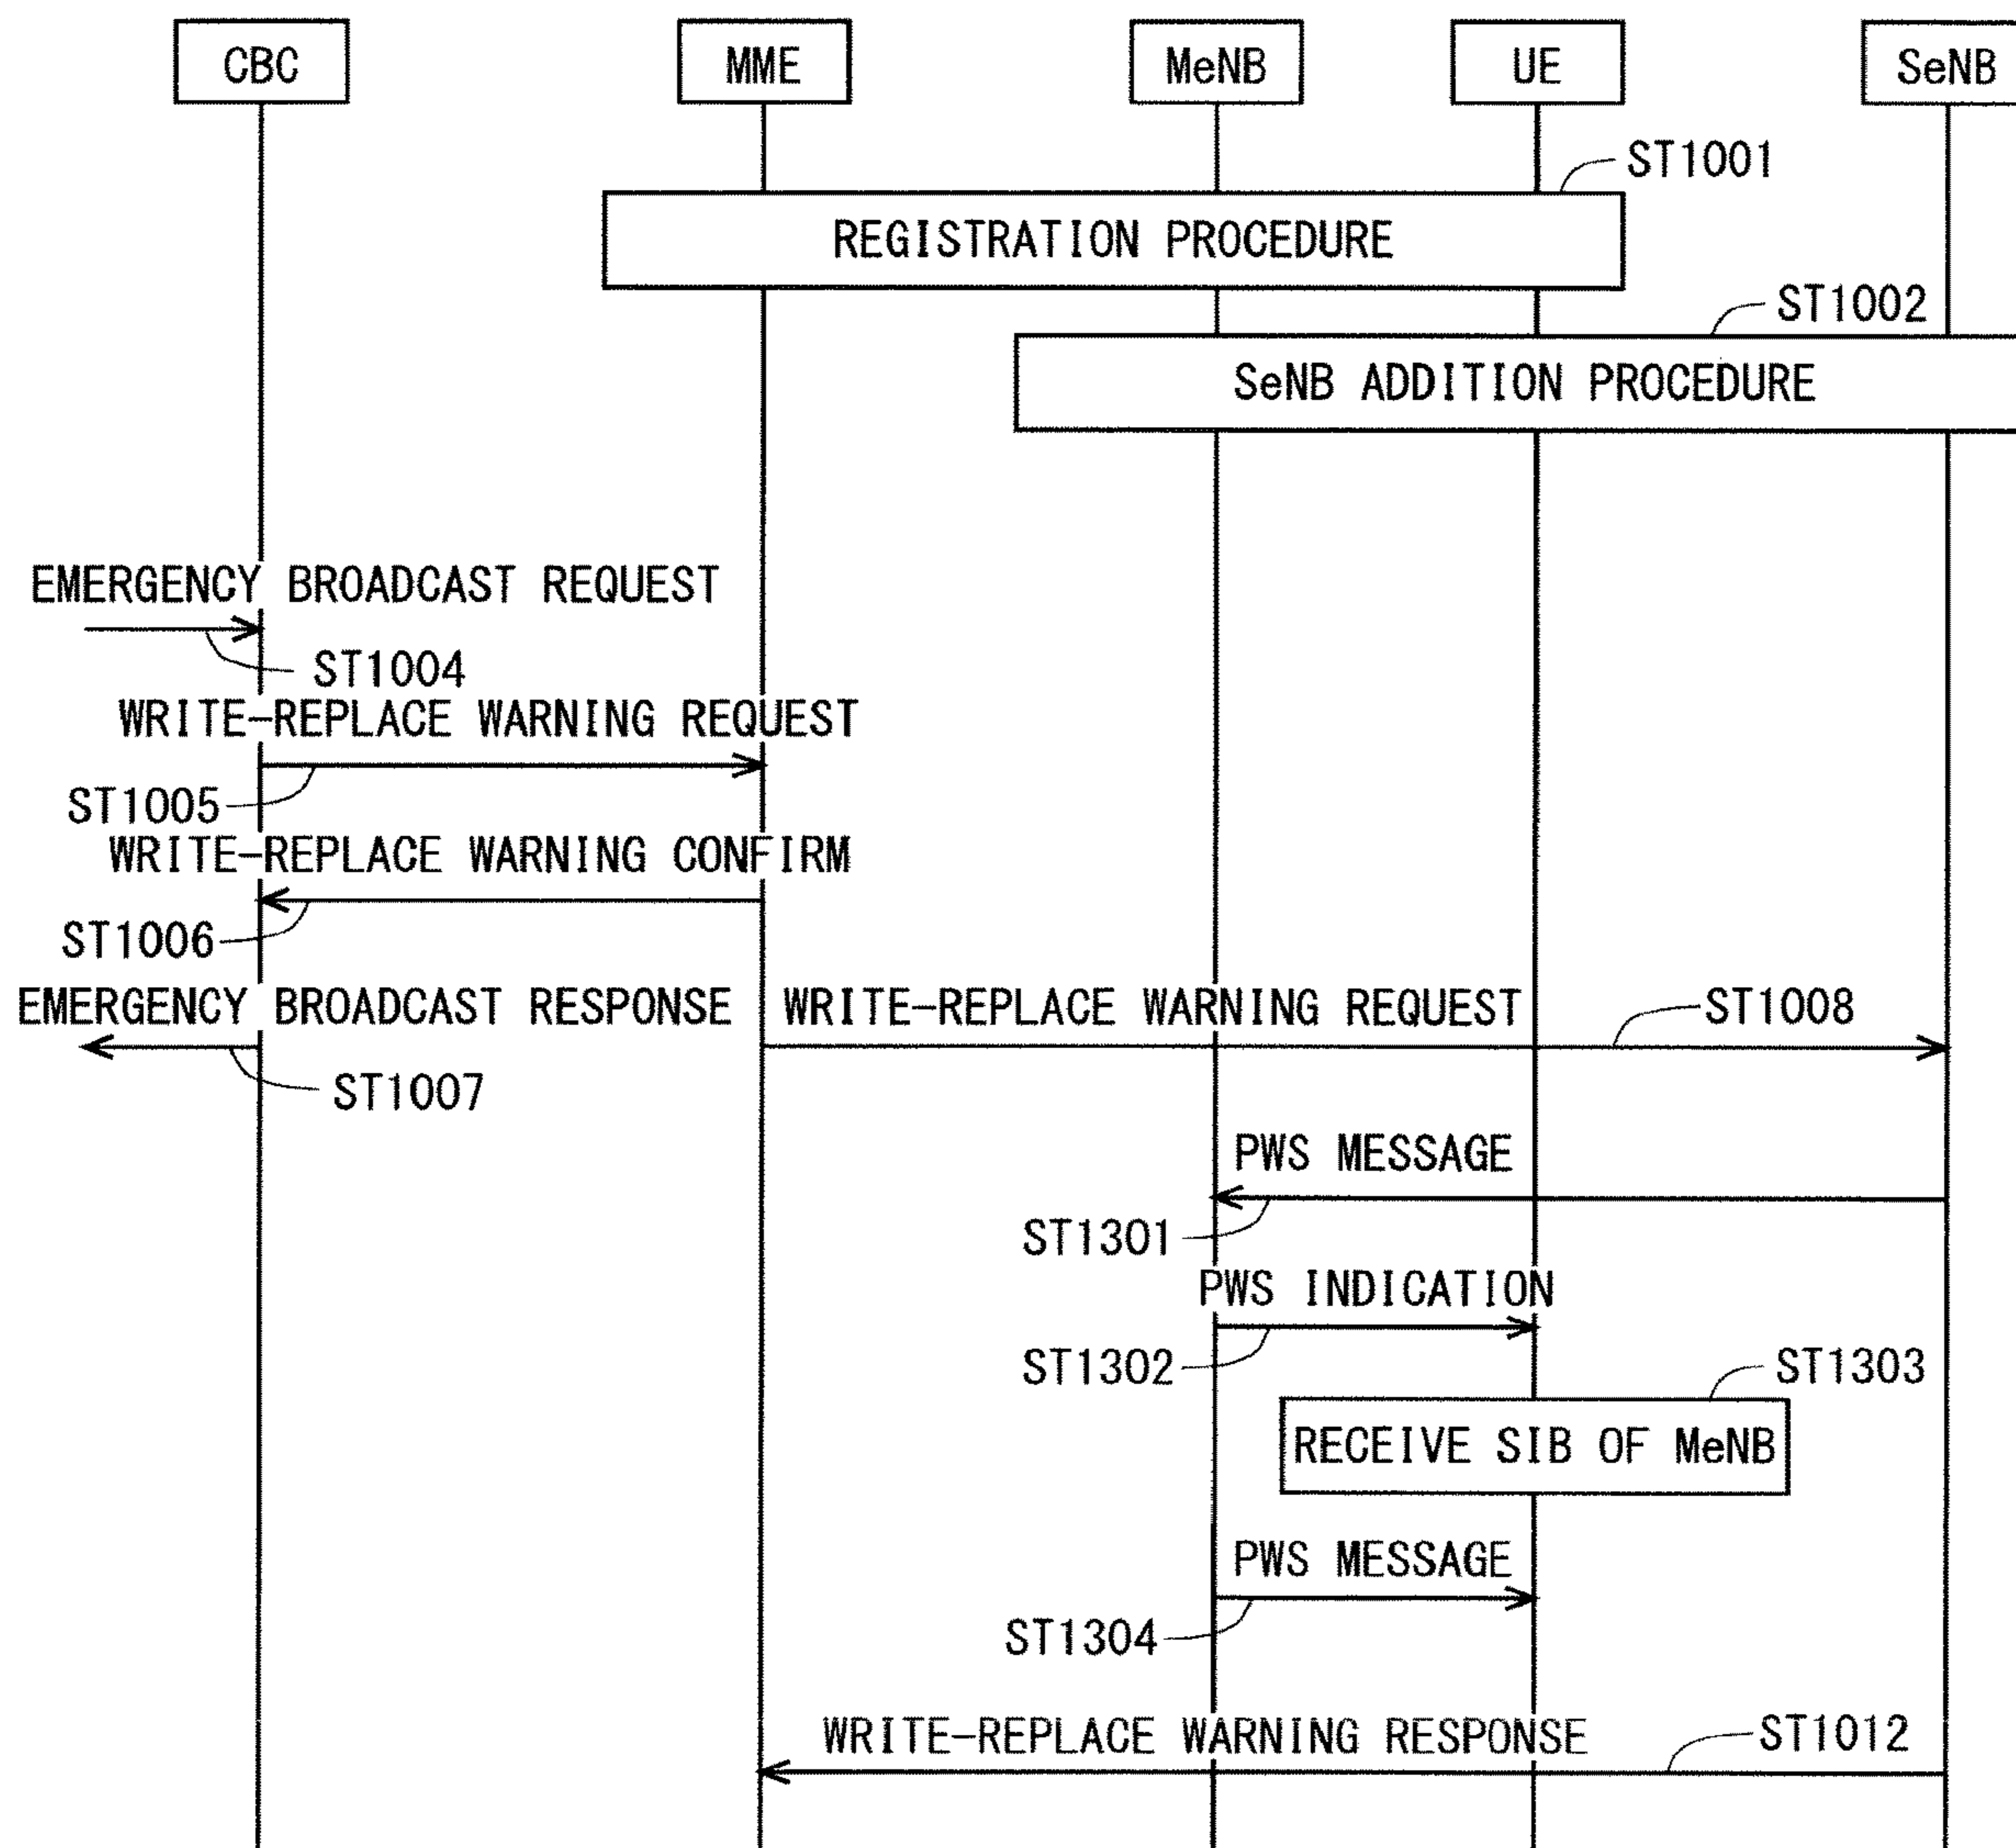 CBC
MME
MeNB
UE
SeNB
ST1001
REGISTRATION PROCEDURE
ST1002
SeNB ADDITION PROCEDURE
EMERGENCY BROADCAST REQUEST
ST1004
WRITE-REPLACE WARNING REQUEST
ST1005
WRITE-REPLACE WARNING CONFIRM
ST1006
EMERGENCY BROADCAST RESPONSE
WRITE-REPLACE WARNING REQUEST
ST1008
ST1007
PWS MESSAGE
ST1301
PWS INDICATION
ST1302
ST1303
RECEIVE SIB OF MeNB
PWS MESSAGE
ST1304
WRITE-REPLACE WARNING RESPONSE
ST1012